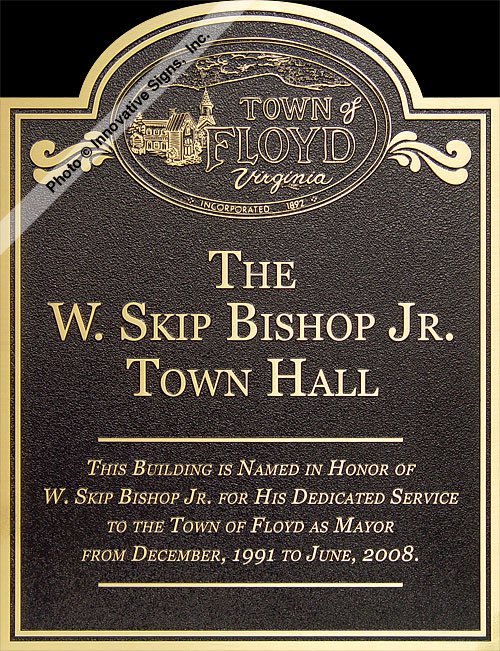 Photo © Innovative Signs, Inc.
TOWN of
FLOYD
Virginia
INCORPORATED 1892
THE
W. SKIP BISHOP JR.
TOWN HALL
THIS BUILDING IS NAMED IN HONOR OF
W. SKIP BISHOP JR. FOR HIS DEDICATED SERVICE
TO THE TOWN OF FLOYD AS MAYOR
FROM DECEMBER, 1991 TO JUNE, 2008.